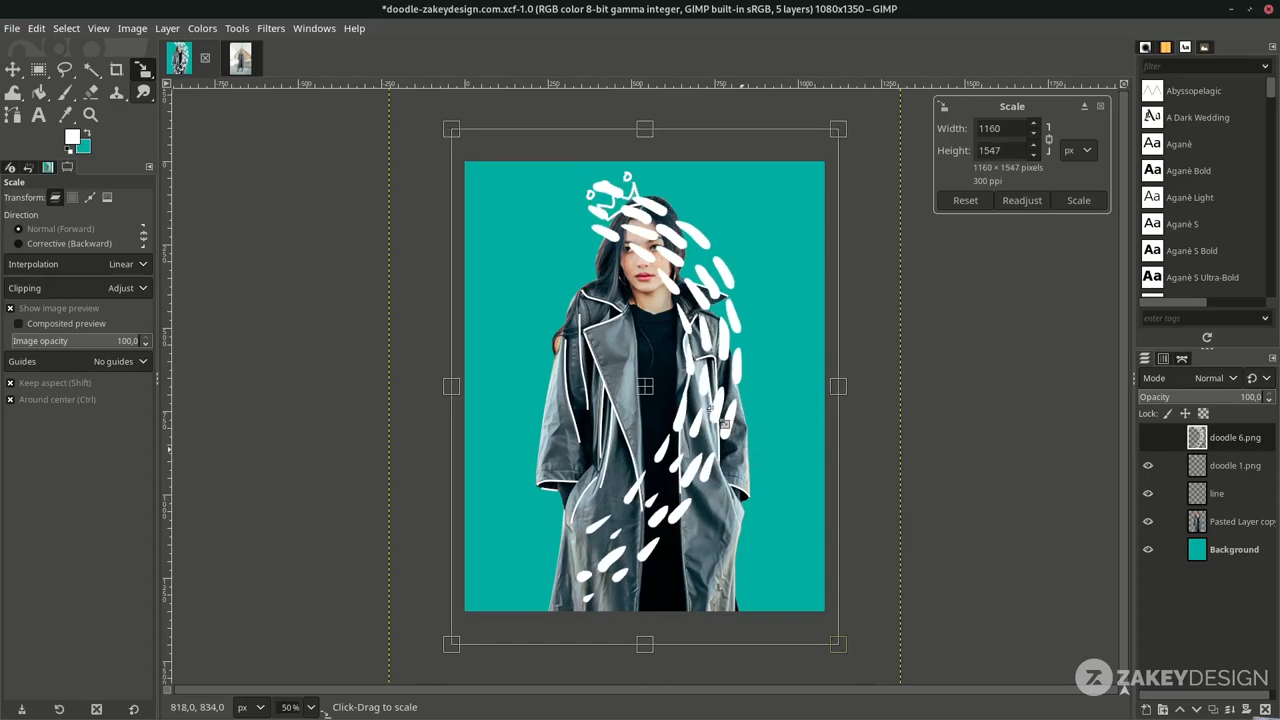 *doodle-zakeydesign.com.xcf-1.0 (RGB color 8-bit gamma integer, GIMP built-in sRGB, 5 layers) 1080x1350 – GIMP
File Edit Select View Image Layer Colors Tools Filters Windows Help
Scale
Transform:
Direction
Normal (Forward)
Corrective (Backward)
Interpolation Linear
Clipping Adjust
Show image preview
Composited preview
Image opacity 100,0
Guides No guides
Keep aspect (Shift)
Around center (Ctrl)
Scale
Width: 1160
Height: 1547
px
1160 × 1547 pixels
300 ppi
Reset Readjust Scale
filter
Abyssopelagic
A Dark Wedding
Aganè
Aganè Bold
Aganè Light
Aganè S
Aganè S Bold
Aganè S Ultra-Bold
enter tags
Mode Normal
Opacity 100,0
Lock:
doodle 6.png
doodle 1.png
line
Pasted Layer copy
Background
818,0, 834,0 px 50 % Click-Drag to scale
ZAKEYDESIGN